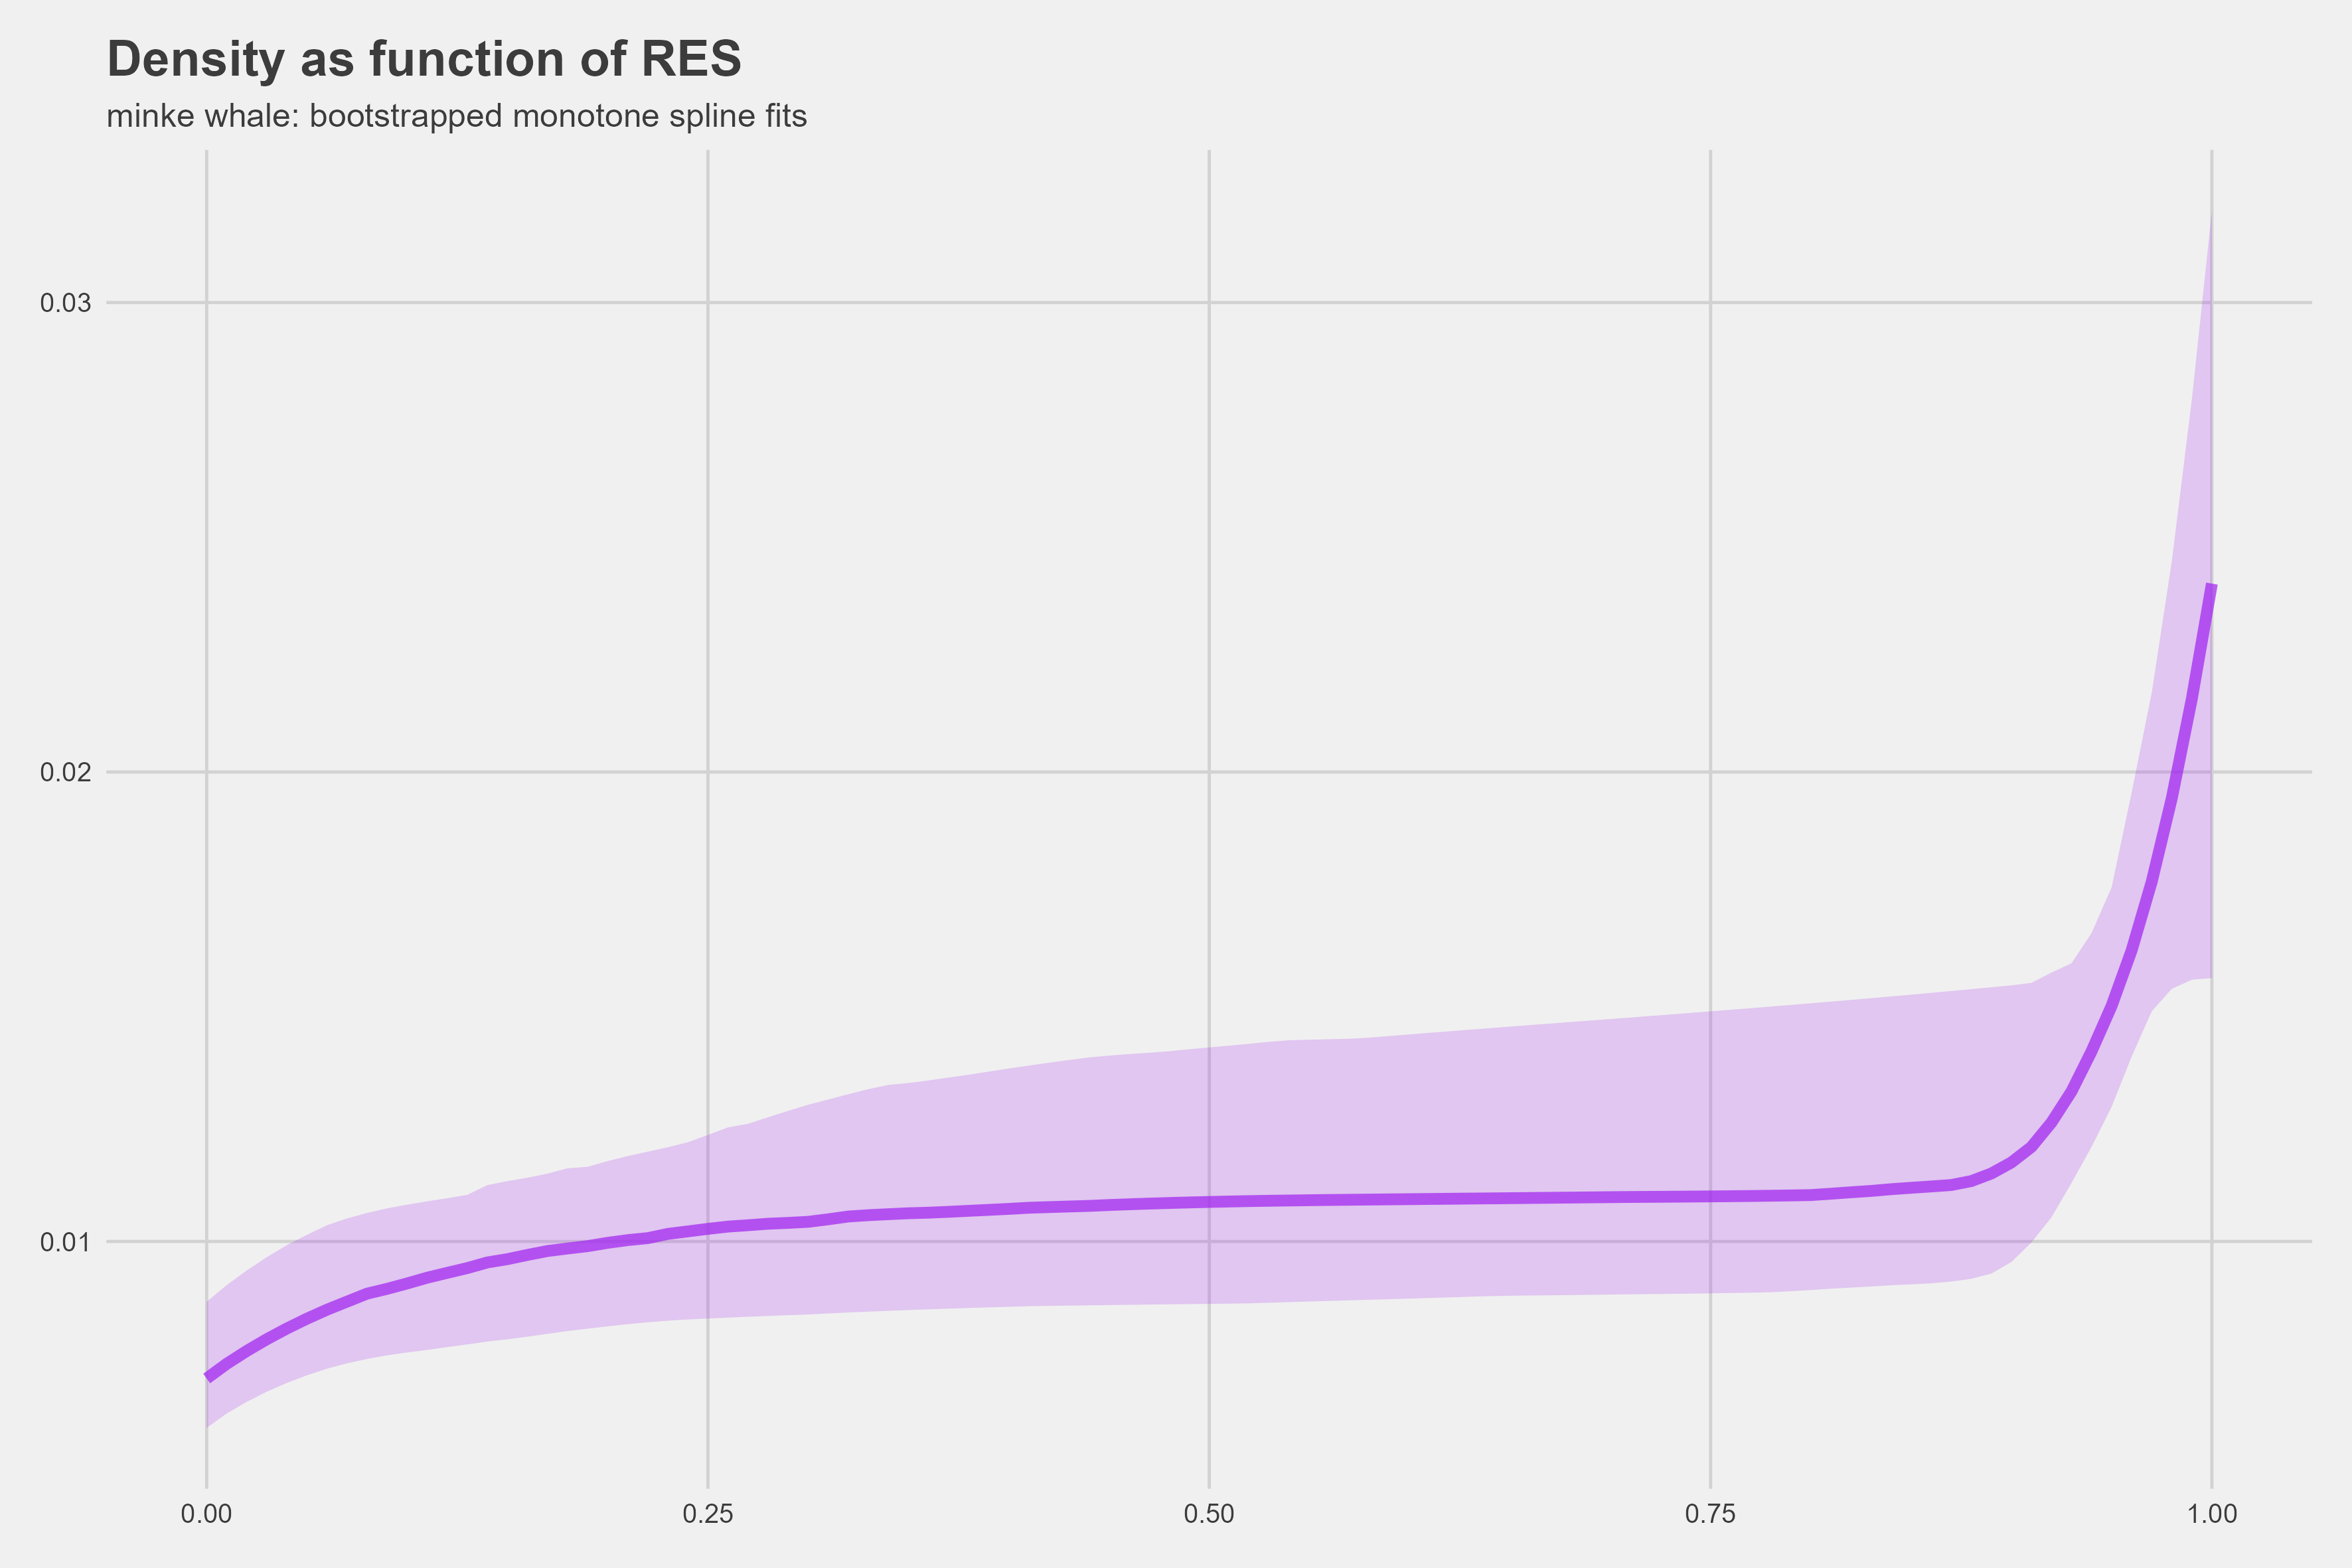 Density as function of RES
minke whale: bootstrapped monotone spline fits
0.03
0.02
0.01
0.00 0.25 0.50 0.75 1.00